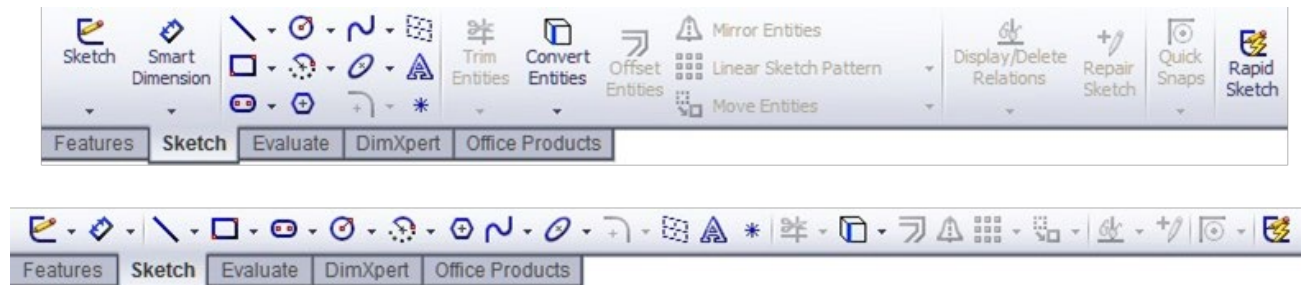 Sketch Smart Dimension Trim Entities Convert Entities Offset Entities Mirror Entities Linear Sketch Pattern Move Entities Display/Delete Relations Repair Sketch Quick Snaps Rapid Sketch
Features Sketch Evaluate DimXpert Office Products
Features Sketch Evaluate DimXpert Office Products